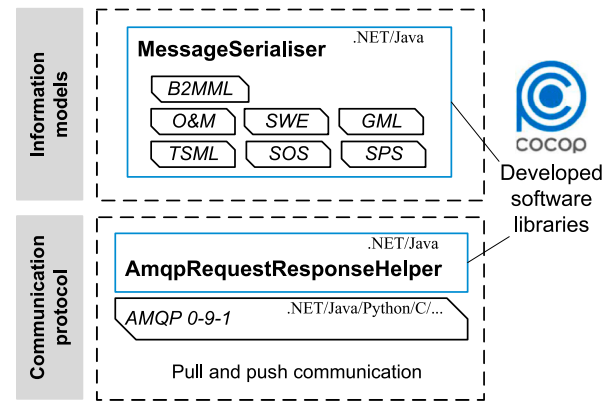 Information
models
.NET/Java
MessageSerialiser
B2MML
O&M SWE GML
TSML SOS SPS
cocop
Developed
software
libraries
Communication
protocol
.NET/Java
AmqpRequestResponseHelper
AMQP 0-9-1 .NET/Java/Python/C/...
Pull and push communication